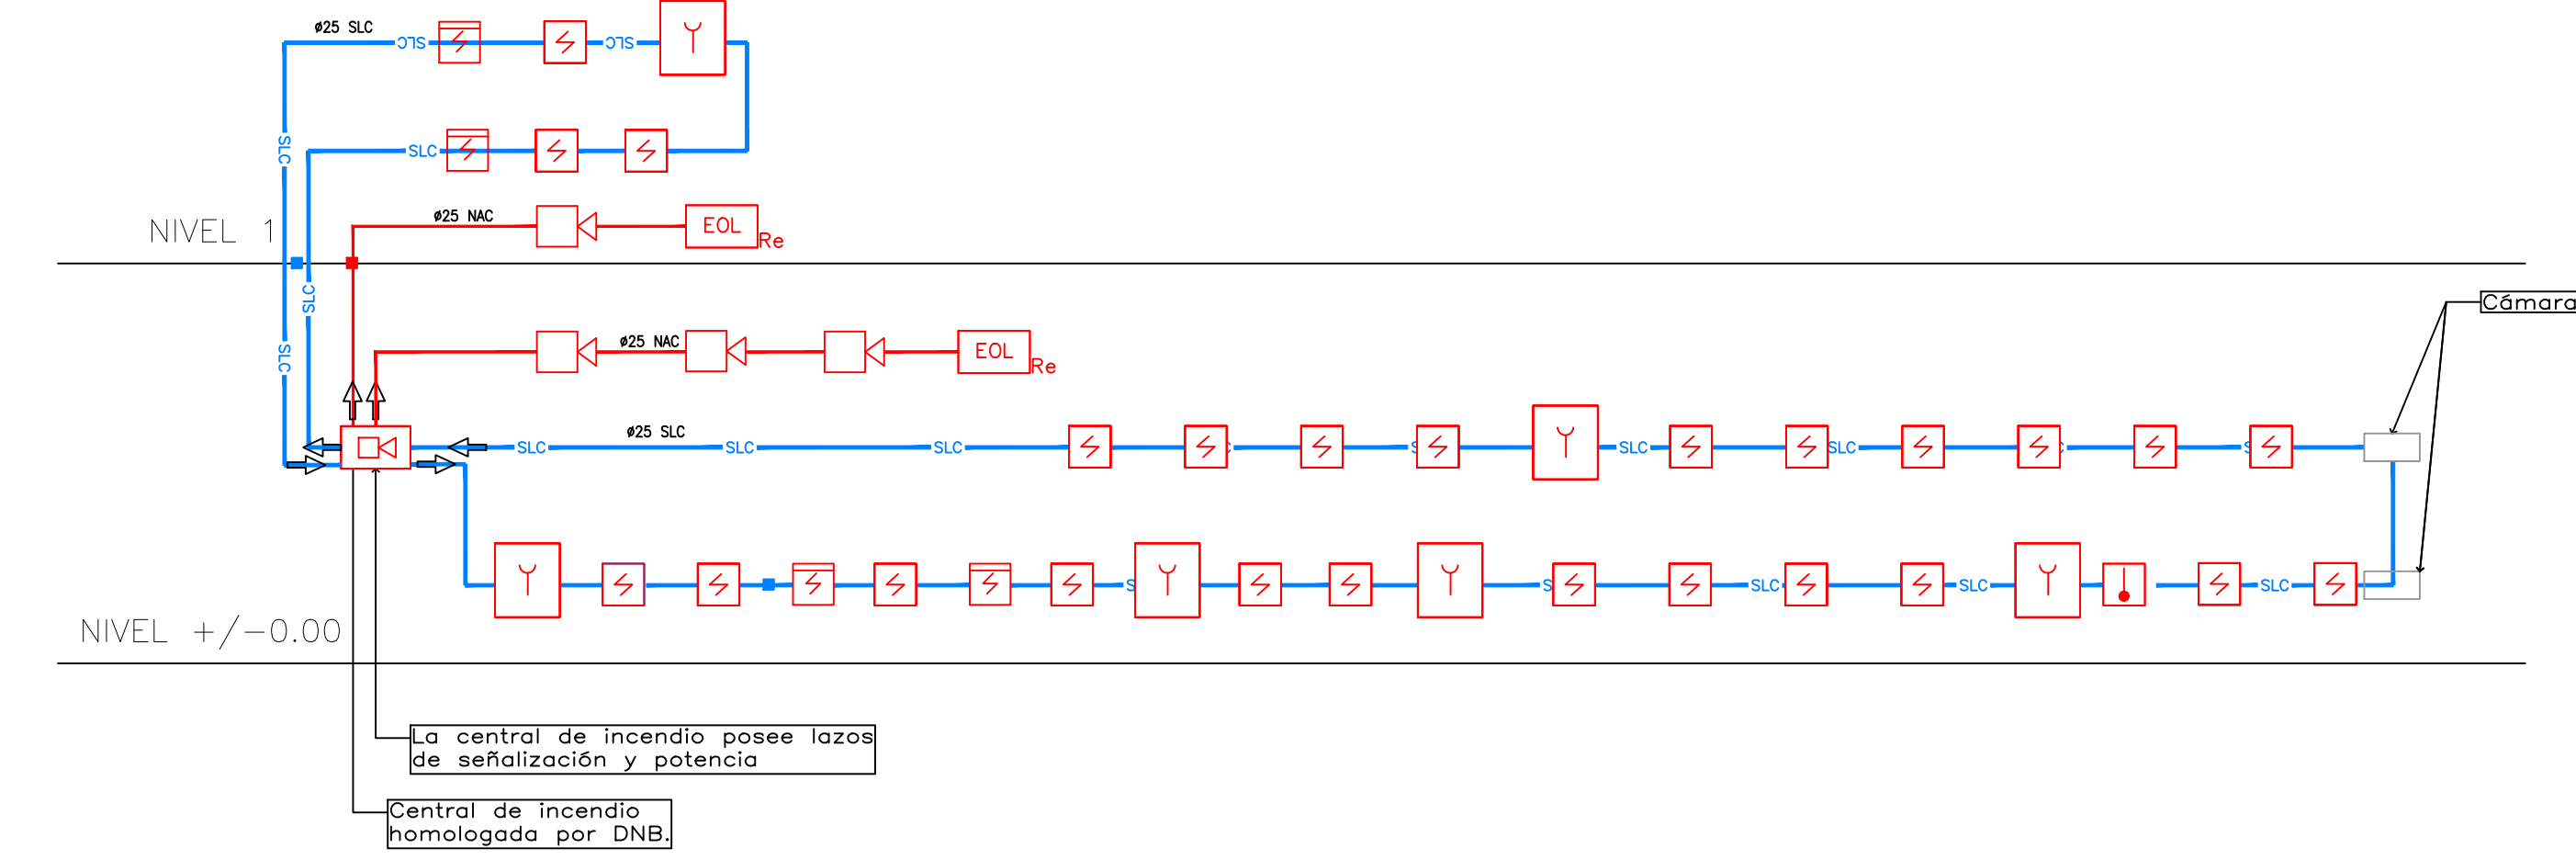 ø25 SLC
SLC
SLC
SLC
SLC
ø25 NAC
EOL
Re
NIVEL 1
SLC
Cámara
SLC
ø25 NAC
EOL
Re
ø25 SLC
SLC
SLC
SLC
SLC
SLC
SLC
SLC
SLC
NIVEL +/-0.00
La central de incendio posee lazos
de señalización y potencia
Central de incendio
homologada por DNB.